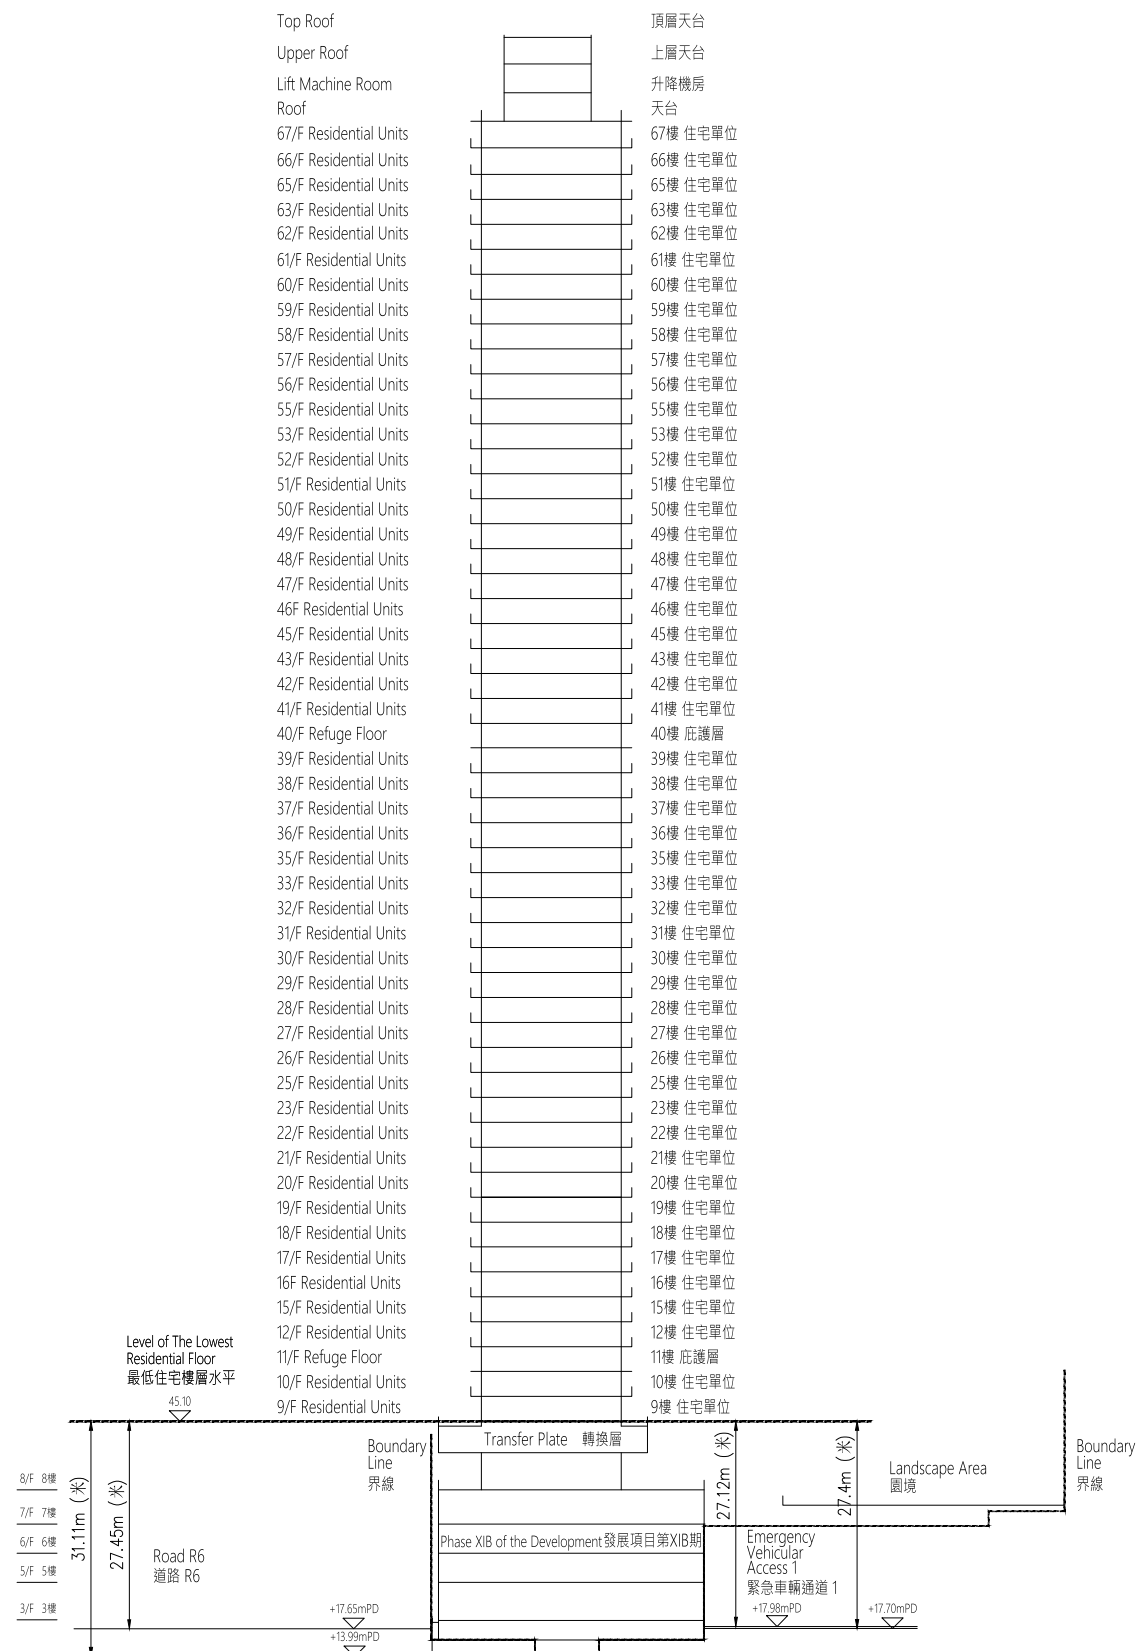 Top Roof 頂層天台
Upper Roof 上層天台
Lift Machine Room 升降機房
Roof 天台
67/F Residential Units 67樓 住宅單位
66/F Residential Units 66樓 住宅單位
65/F Residential Units 65樓 住宅單位
63/F Residential Units 63樓 住宅單位
62/F Residential Units 62樓 住宅單位
61/F Residential Units 61樓 住宅單位
60/F Residential Units 60樓 住宅單位
59/F Residential Units 59樓 住宅單位
58/F Residential Units 58樓 住宅單位
57/F Residential Units 57樓 住宅單位
56/F Residential Units 56樓 住宅單位
55/F Residential Units 55樓 住宅單位
53/F Residential Units 53樓 住宅單位
52/F Residential Units 52樓 住宅單位
51/F Residential Units 51樓 住宅單位
50/F Residential Units 50樓 住宅單位
49/F Residential Units 49樓 住宅單位
48/F Residential Units 48樓 住宅單位
47/F Residential Units 47樓 住宅單位
46F Residential Units 46樓 住宅單位
45/F Residential Units 45樓 住宅單位
43/F Residential Units 43樓 住宅單位
42/F Residential Units 42樓 住宅單位
41/F Residential Units 41樓 住宅單位
40/F Refuge Floor 40樓 庇護層
39/F Residential Units 39樓 住宅單位
38/F Residential Units 38樓 住宅單位
37/F Residential Units 37樓 住宅單位
36/F Residential Units 36樓 住宅單位
35/F Residential Units 35樓 住宅單位
33/F Residential Units 33樓 住宅單位
32/F Residential Units 32樓 住宅單位
31/F Residential Units 31樓 住宅單位
30/F Residential Units 30樓 住宅單位
29/F Residential Units 29樓 住宅單位
28/F Residential Units 28樓 住宅單位
27/F Residential Units 27樓 住宅單位
26/F Residential Units 26樓 住宅單位
25/F Residential Units 25樓 住宅單位
23/F Residential Units 23樓 住宅單位
22/F Residential Units 22樓 住宅單位
21/F Residential Units 21樓 住宅單位
20/F Residential Units 20樓 住宅單位
19/F Residential Units 19樓 住宅單位
18/F Residential Units 18樓 住宅單位
17/F Residential Units 17樓 住宅單位
16F Residential Units 16樓 住宅單位
15/F Residential Units 15樓 住宅單位
12/F Residential Units 12樓 住宅單位
11/F Refuge Floor 11樓 庇護層
10/F Residential Units 10樓 住宅單位
9/F Residential Units 9樓 住宅單位
Level of The Lowest
Residential Floor
最低住宅樓層水平
45.10
Transfer Plate 轉換層
Boundary
Line
界線
Boundary
Line
界線
Landscape Area
園境
8/F 8樓
7/F 7樓
6/F 6樓
5/F 5樓
3/F 3樓
31.11m (米)
27.45m (米)
27.12m (米)
27.4m (米)
Phase XIB of the Development 發展項目第XIB期
Road R6
道路 R6
Emergency
Vehicular
Access 1
緊急車輛通道 1
+17.65mPD
+13.99mPD
+17.98mPD
+17.70mPD